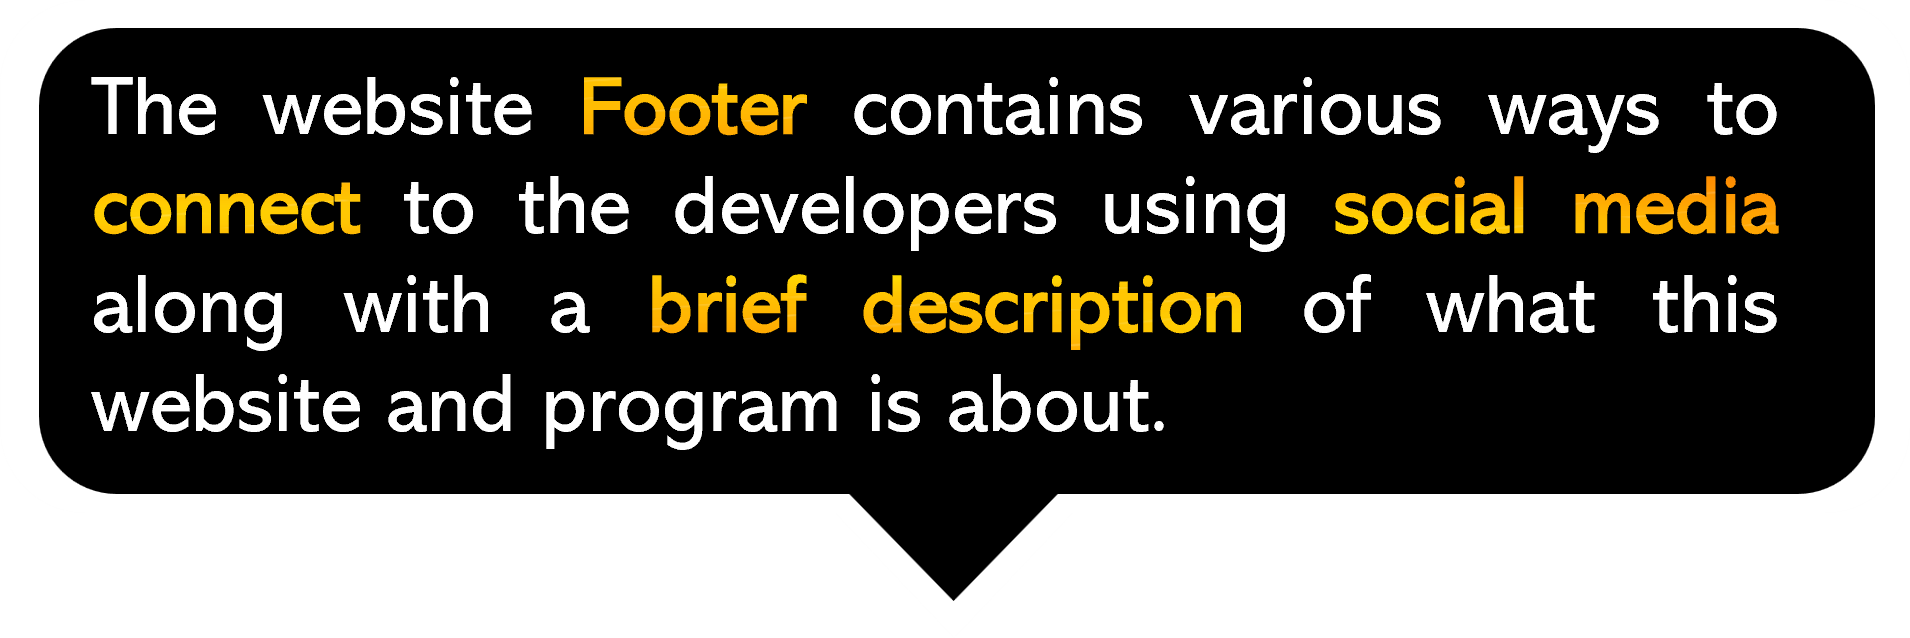 The website Footer contains various ways to
connect to the developers using social media
along with a brief description of what this
website and program is about.